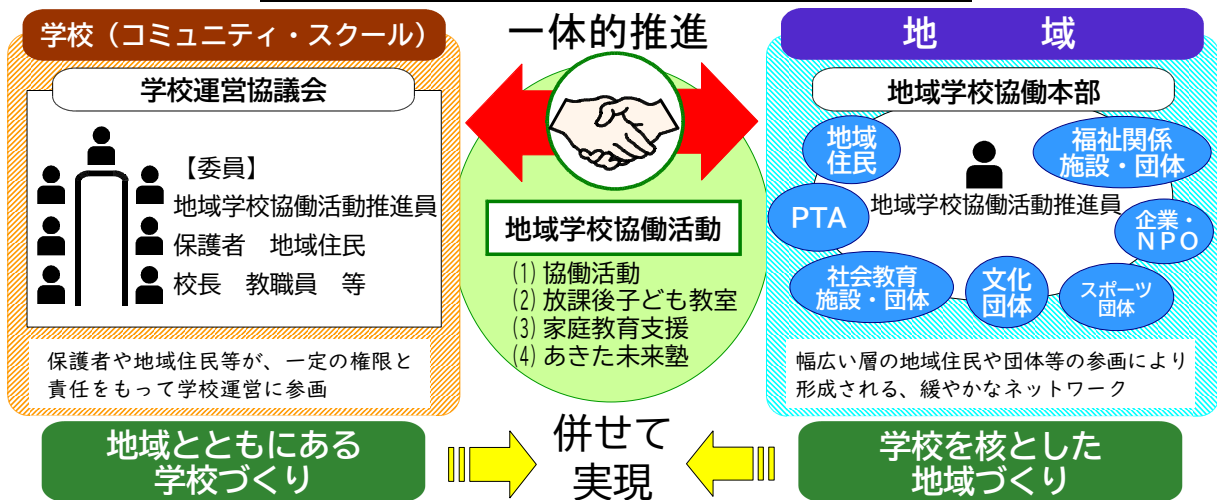 学校（コミュニティ・スクール）
学校運営協議会
【委員】
地域学校協働活動推進員
保護者　地域住民
校長　教職員　等
保護者や地域住民等が、一定の権限と
責任をもって学校運営に参画
地域とともにある
学校づくり
一体的推進
地域学校協働活動
(1) 協働活動
(2) 放課後子ども教室
(3) 家庭教育支援
(4) あきた未来塾
併せて
実現
地　　域
地域学校協働本部
地域
住民
福祉関係
施設・団体
地域学校協働活動推進員
PTA
企業・
ＮＰＯ
社会教育
施設・団体
文化
団体
スポーツ
団体
幅広い層の地域住民や団体等の参画により
形成される、緩やかなネットワーク
学校を核とした
地域づくり